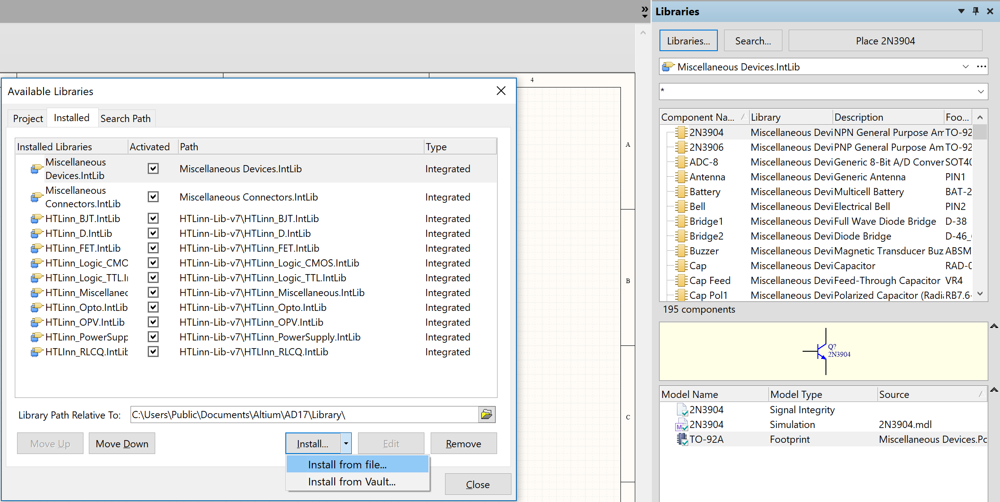 Available Libraries
Project Installed Search Path
Installed Libraries Activated Path Type
Miscellaneous Devices.IntLib Miscellaneous Devices.IntLib Integrated
Miscellaneous Connectors.IntLib Miscellaneous Connectors.IntLib Integrated
HTLinn_BJT.IntLib HTLinn-Lib-v7\HTLinn_BJT.IntLib Integrated
HTLinn_D.IntLib HTLinn-Lib-v7\HTLinn_D.IntLib Integrated
HTLinn_FET.IntLib HTLinn-Lib-v7\HTLinn_FET.IntLib Integrated
HTLinn_Logic_CMO HTLinn-Lib-v7\HTLinn_Logic_CMOS.IntLib Integrated
HTLinn_Logic_TTL.I HTLinn-Lib-v7\HTLinn_Logic_TTL.IntLib Integrated
HTLinn_Miscellanec HTLinn-Lib-v7\HTLinn_Miscellaneous.IntLib Integrated
HTLinn_Opto.IntLib HTLinn-Lib-v7\HTLinn_Opto.IntLib Integrated
HTLinn_OPV.IntLib HTLinn-Lib-v7\HTLinn_OPV.IntLib Integrated
HTLinn_PowerSupp HTLinn-Lib-v7\HTLinn_PowerSupply.IntLib Integrated
HTLInn_RLCQ.IntLib HTLinn-Lib-v7\HTLInn_RLCQ.IntLib Integrated
Library Path Relative To: C:\Users\Public\Documents\Altium\AD17\Library\
Move Up Move Down Install... Edit Remove
Install from file...
Install from Vault...
Close
4
A
B
C
Libraries
Libraries... Search... Place 2N3904
Miscellaneous Devices.IntLib ...
*
Component Na... Library Description Foo...
2N3904 Miscellaneous Devi NPN General Purpose Am TO-92
2N3906 Miscellaneous Devi PNP General Purpose Am TO-92
ADC-8 Miscellaneous Devi Generic 8-Bit A/D Conver SOT40
Antenna Miscellaneous Devi Generic Antenna PIN1
Battery Miscellaneous Devi Multicell Battery BAT-2
Bell Miscellaneous Devi Electrical Bell PIN2
Bridge1 Miscellaneous Devi Full Wave Diode Bridge D-38
Bridge2 Miscellaneous Devi Diode Bridge D-46_
Buzzer Miscellaneous Devi Magnetic Transducer Buz ABSM
Cap Miscellaneous Devi Capacitor RAD-0
Cap Feed Miscellaneous Devi Feed-Through Capacitor VR4
Cap Pol1 Miscellaneous Devi Polarized Capacitor (Radi RB7.6-
195 components
Q?
2N3904
Model Name Model Type Source
2N3904 Signal Integrity
2N3904 Simulation 2N3904.mdl
TO-92A Footprint Miscellaneous Devices.Pc